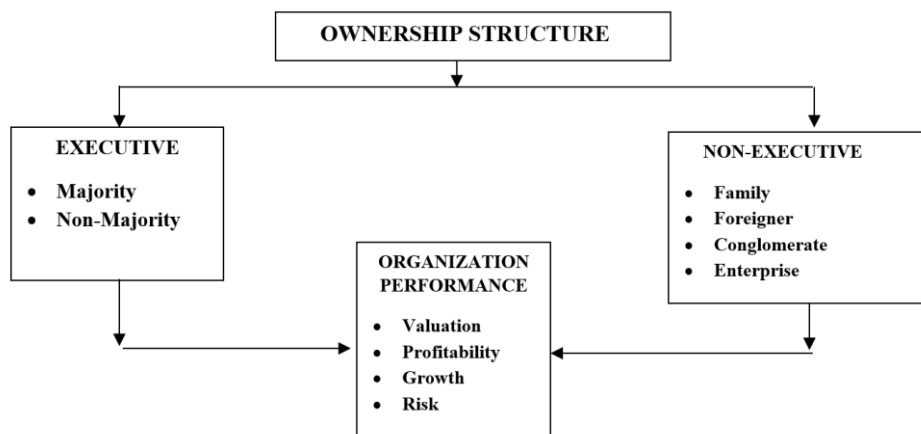 OWNERSHIP STRUCTURE
EXECUTIVE
• Majority
• Non-Majority
NON-EXECUTIVE
• Family
• Foreigner
• Conglomerate
• Enterprise
ORGANIZATION
PERFORMANCE
• Valuation
• Profitability
• Growth
• Risk